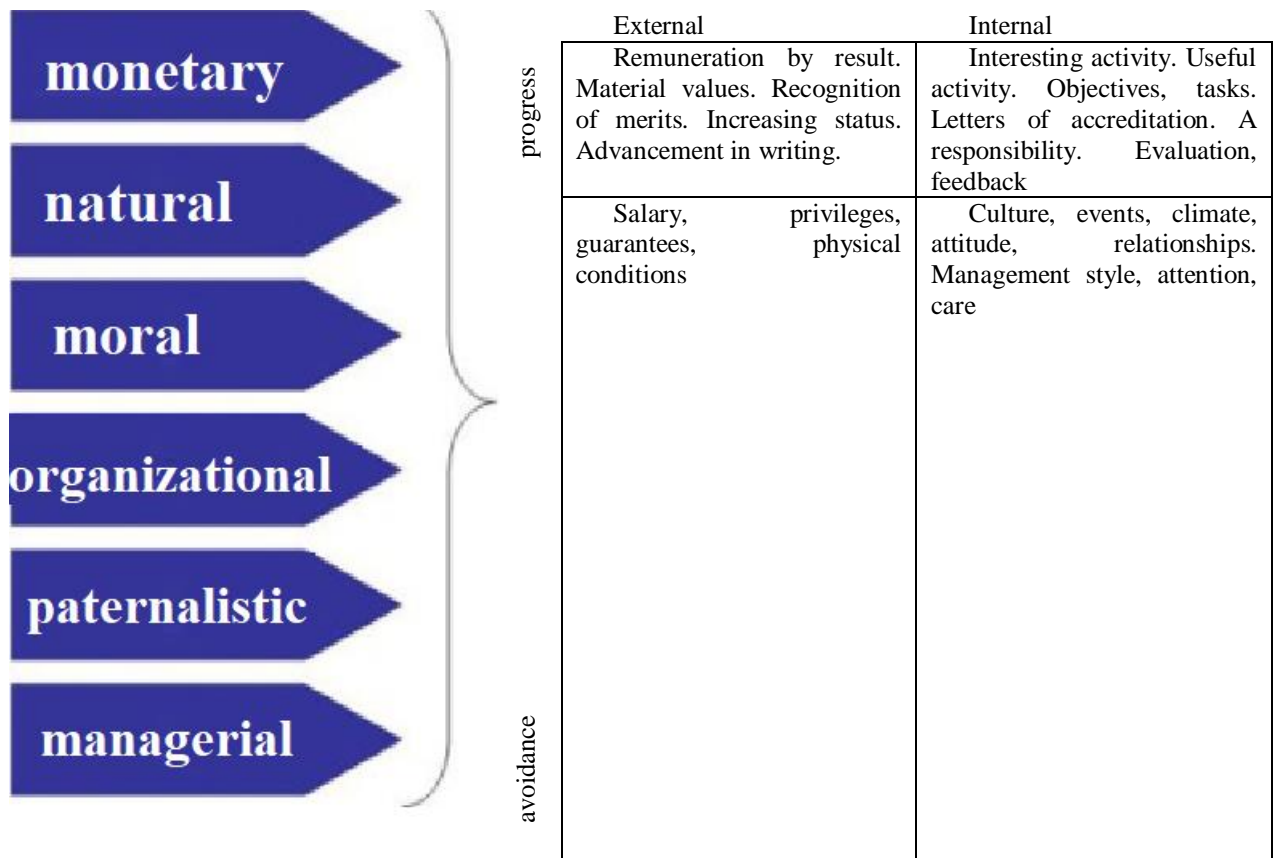 monetary
natural
moral
organizational
paternalistic
managerial
progress
avoidance
External
Internal
Remuneration by result.
Material values. Recognition
of merits. Increasing status.
Advancement in writing.
Interesting activity. Useful
activity. Objectives, tasks.
Letters of accreditation. A
responsibility. Evaluation,
feedback
Salary, privileges,
guarantees, physical
conditions
Culture, events, climate,
attitude, relationships.
Management style, attention,
care